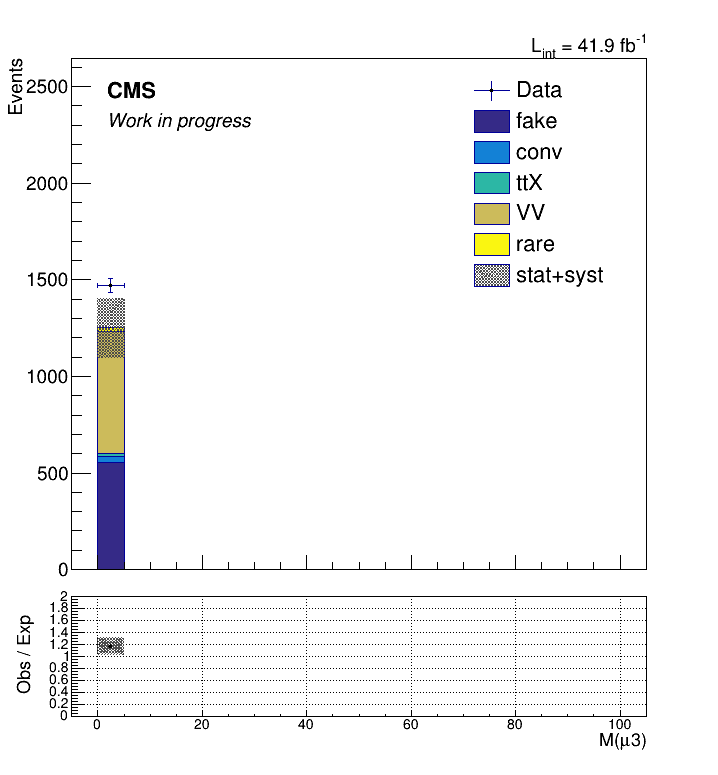 L_int = 41.9 fb^-1
Events
CMS
Work in progress
Data
fake
conv
ttX
VV
rare
stat+syst
2500
2000
1500
1000
500
0
Obs / Exp
2
1.8
1.6
1.4
1.2
1
0.8
0.6
0.4
0.2
0
0 20 40 60 80 100
M(μ3)